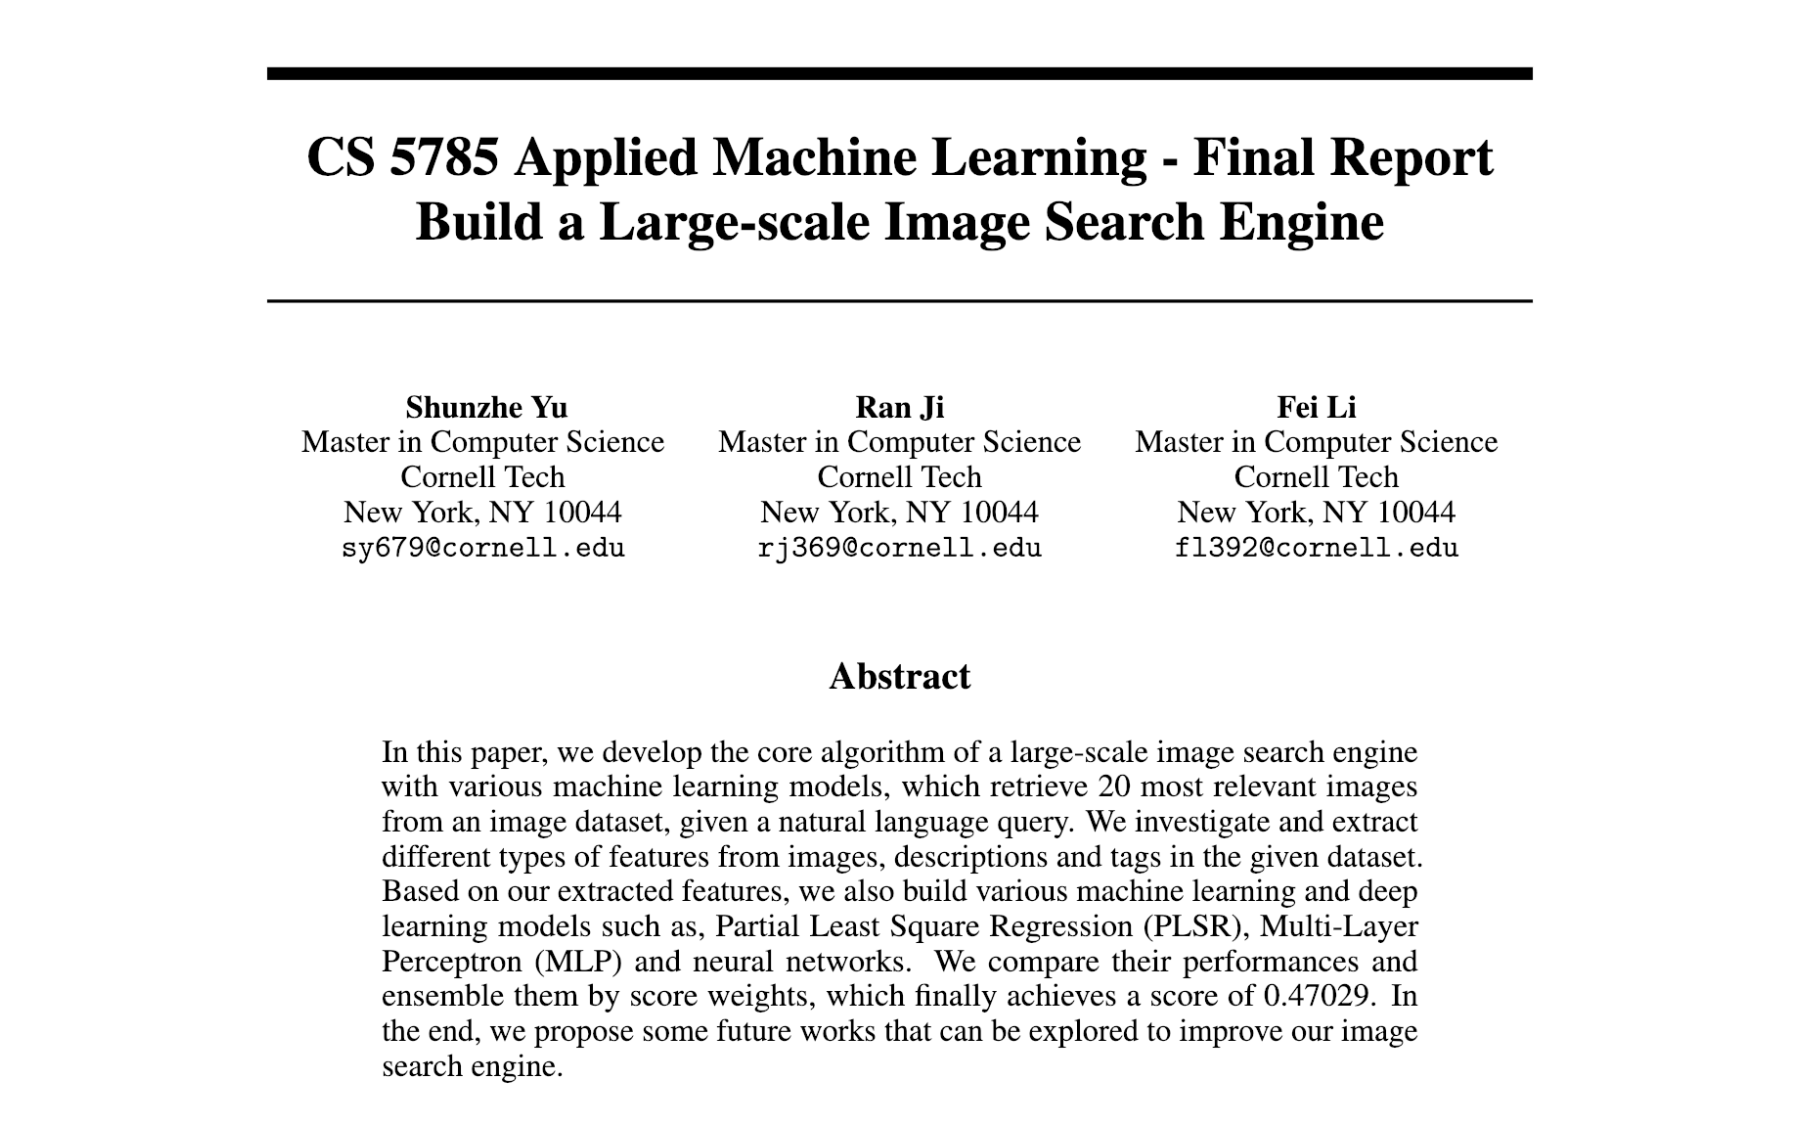 CS 5785 Applied Machine Learning - Final Report
Build a Large-scale Image Search Engine
Shunzhe Yu
Master in Computer Science
Cornell Tech
New York, NY 10044
sy679@cornell.edu
Ran Ji
Master in Computer Science
Cornell Tech
New York, NY 10044
rj369@cornell.edu
Fei Li
Master in Computer Science
Cornell Tech
New York, NY 10044
fl392@cornell.edu
Abstract
In this paper, we develop the core algorithm of a large-scale image search engine
with various machine learning models, which retrieve 20 most relevant images
from an image dataset, given a natural language query. We investigate and extract
different types of features from images, descriptions and tags in the given dataset.
Based on our extracted features, we also build various machine learning and deep
learning models such as, Partial Least Square Regression (PLSR), Multi-Layer
Perceptron (MLP) and neural networks. We compare their performances and
ensemble them by score weights, which finally achieves a score of 0.47029. In
the end, we propose some future works that can be explored to improve our image
search engine.